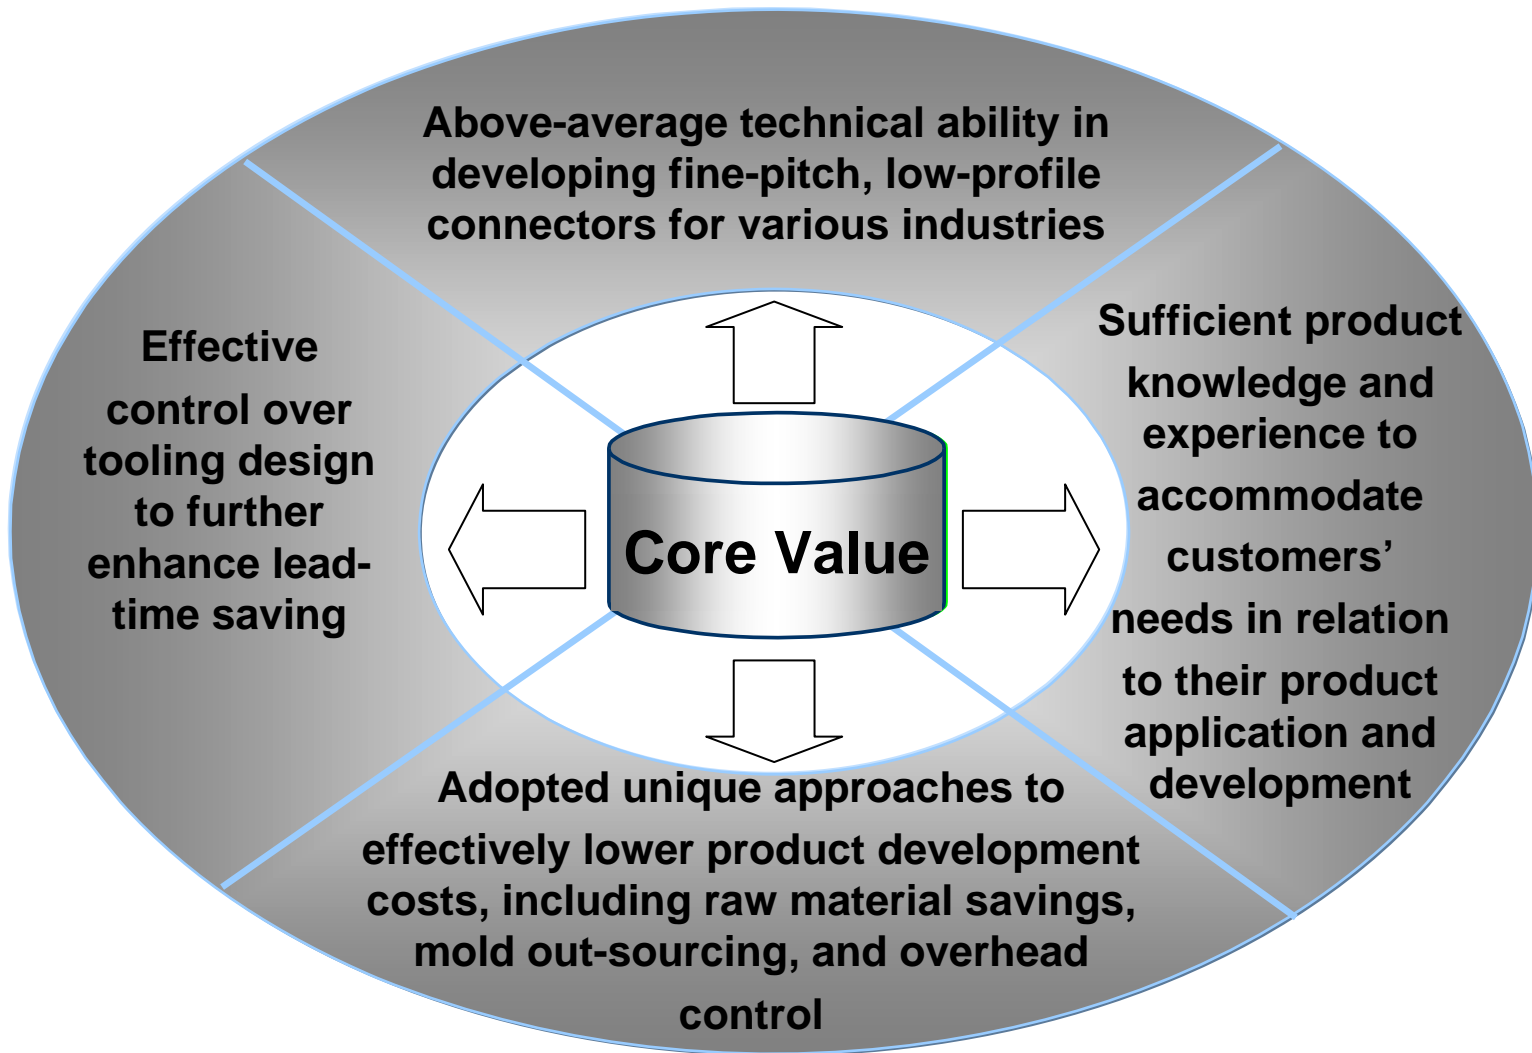 Above-average technical ability in
developing fine-pitch, low-profile
connectors for various industries
Effective
control over
tooling design
to further
enhance lead-
time saving
Core Value
Sufficient product
knowledge and
experience to
accommodate
customers’
needs in relation
to their product
application and
development
Adopted unique approaches to
effectively lower product development
costs, including raw material savings,
mold out-sourcing, and overhead
control